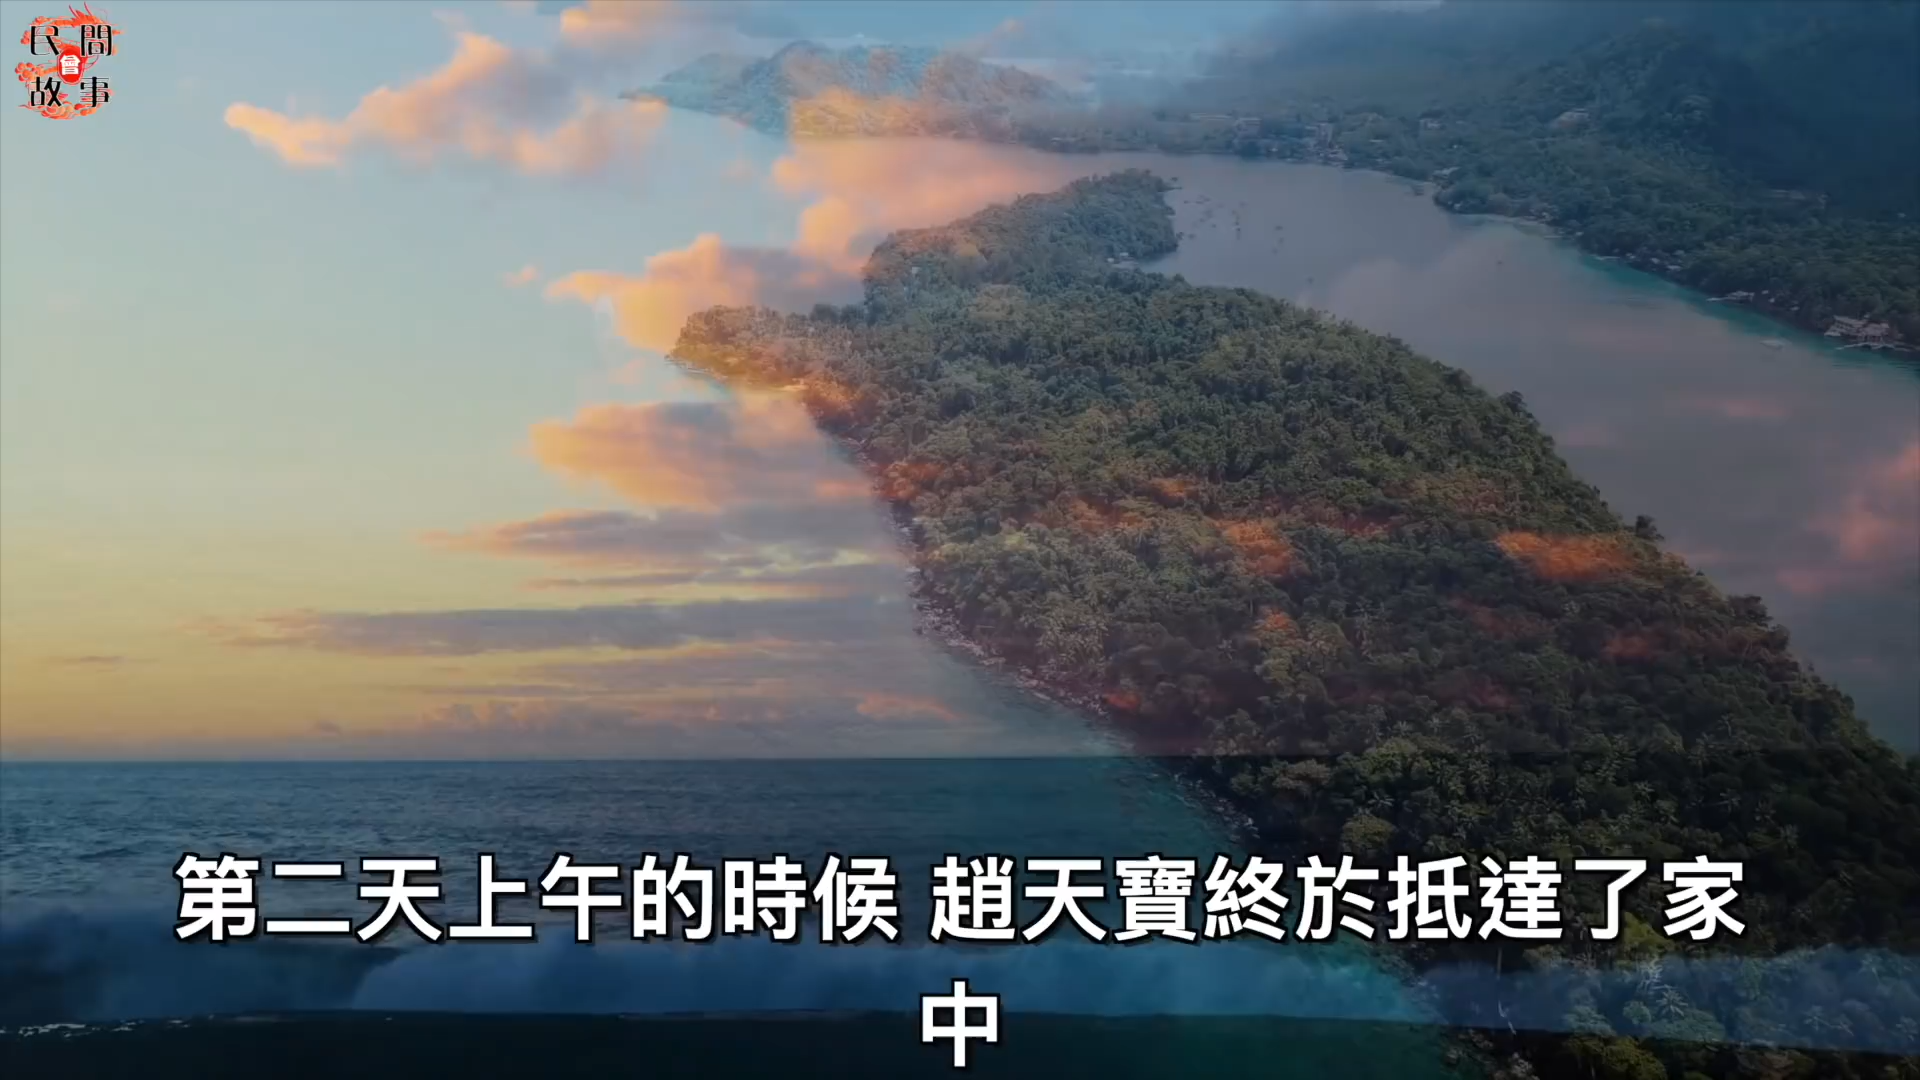 民間
會
故事
第二天上午的時候 趙天寶終於抵達了家
中